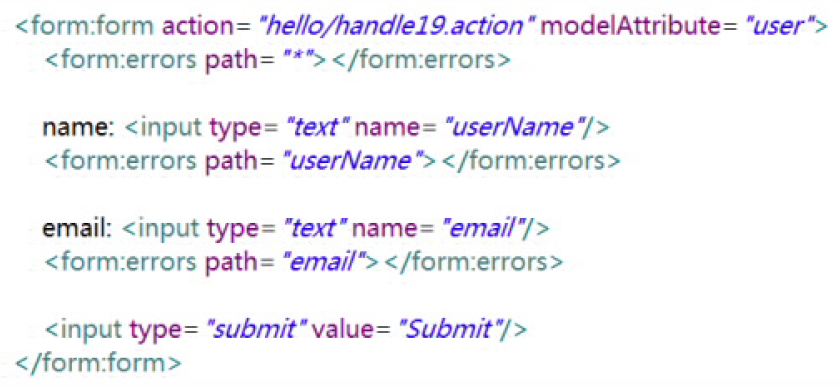 <form:form action="hello/handle19.action" modelAttribute="user">
<form:errors path="*"></form:errors>
name: <input type="text" name="userName"/>
<form:errors path="userName"></form:errors>
email: <input type="text" name="email"/>
<form:errors path="email"></form:errors>
<input type="submit" value="Submit"/>
</form:form>